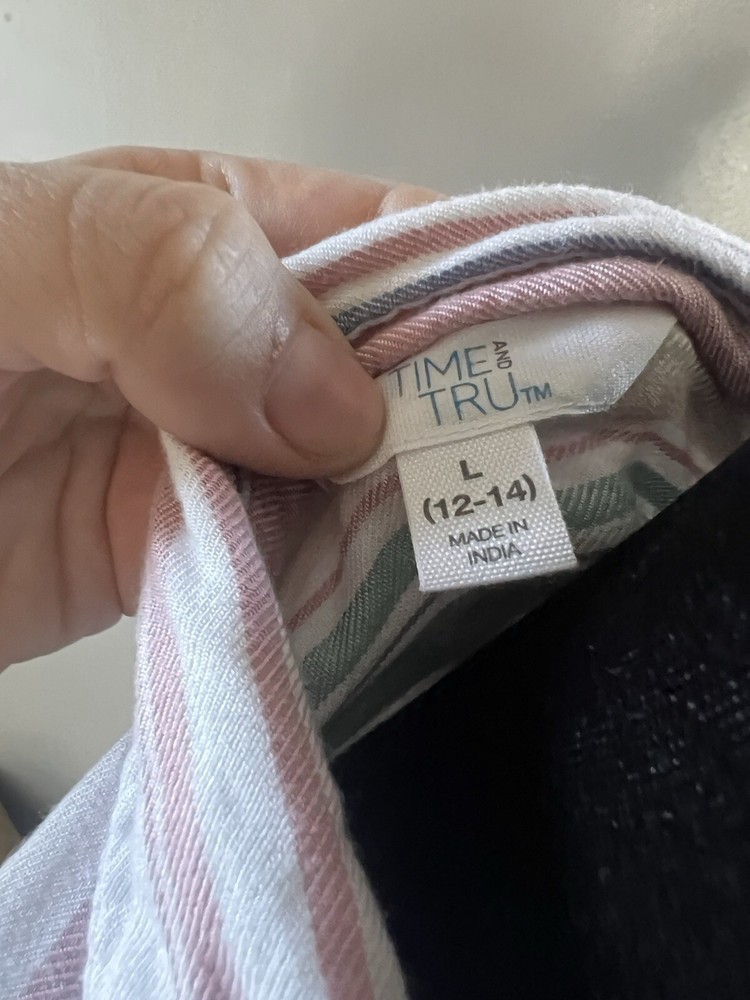 TIME AND
TRU™
L
(12-14)
MADE IN
INDIA